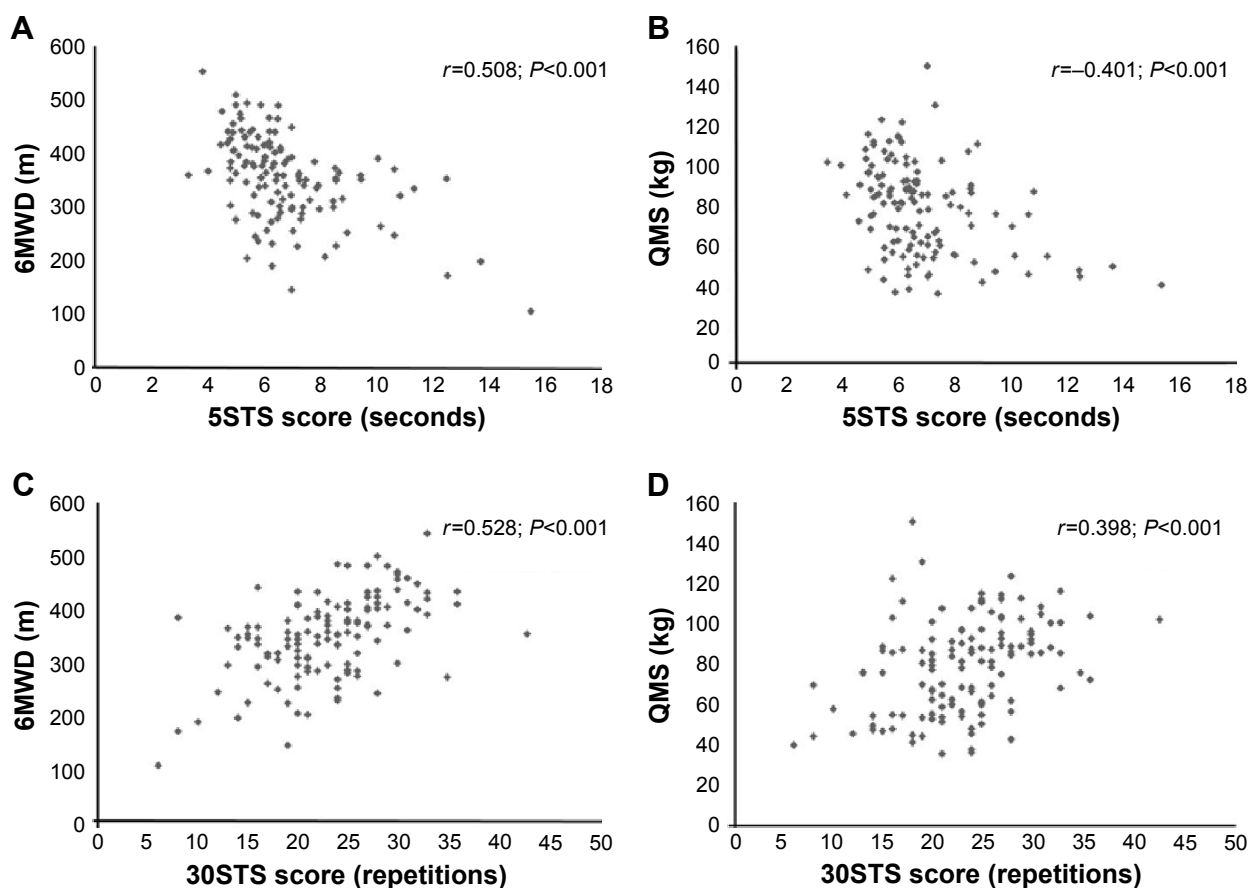 A
600
500
400
300
200
100
0
6MWD (m)
r=0.508; P<0.001
0 2 4 6 8 10 12 14 16 18
5STS score (seconds)
B
160
140
120
100
80
60
40
20
0
QMS (kg)
r=–0.401; P<0.001
0 2 4 6 8 10 12 14 16 18
5STS score (seconds)
C
600
500
400
300
200
100
0
6MWD (m)
r=0.528; P<0.001
0 5 10 15 20 25 30 35 40 45 50
30STS score (repetitions)
D
160
140
120
100
80
60
40
20
0
QMS (kg)
r=0.398; P<0.001
0 5 10 15 20 25 30 35 40 45 50
30STS score (repetitions)